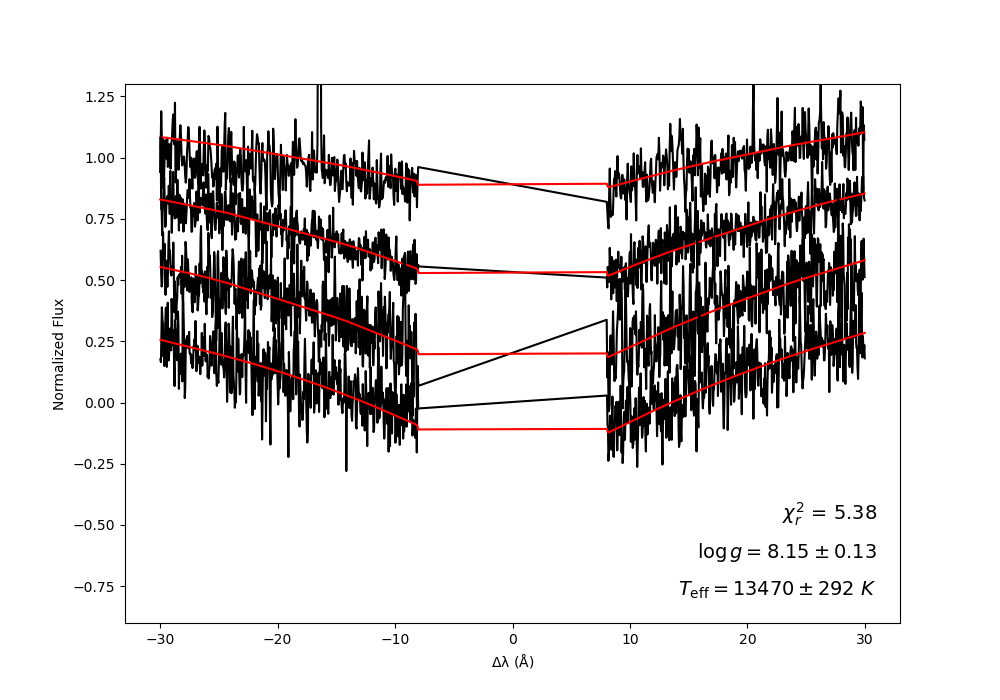 1.25
1.00
0.75
0.50
0.25
0.00
−0.25
−0.50
−0.75
Normalized Flux
χ²ᵣ = 5.38
log g = 8.15 ± 0.13
T_eff = 13470 ± 292 K
−30 −20 −10 0 10 20 30
Δλ (Å)